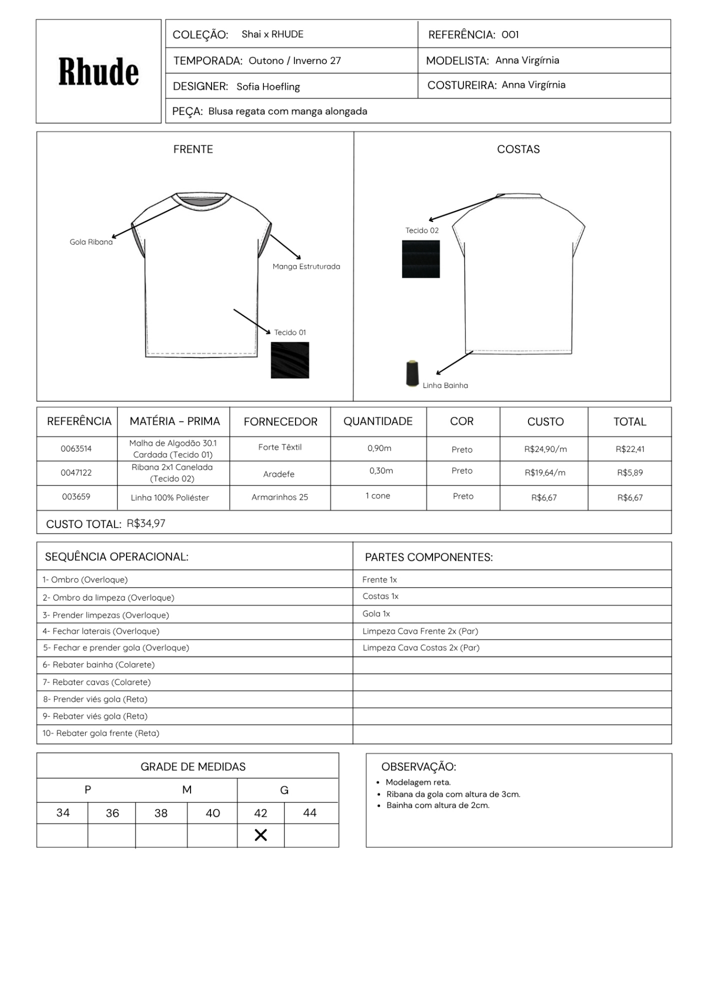 Rhude
COLEÇÃO: Shai x RHUDE
REFERÊNCIA: 001
TEMPORADA: Outono / Inverno 27
MODELISTA: Anna Virgírnia
DESIGNER: Sofia Hoefling
COSTUREIRA: Anna Virgírnia
PEÇA: Blusa regata com manga alongada
FRENTE
COSTAS
Gola Ribana
Manga Estruturada
Tecido 01
Tecido 02
Linha Bainha
REFERÊNCIA MATÉRIA - PRIMA FORNECEDOR QUANTIDADE COR CUSTO TOTAL
0063514 Malha de Algodão 30.1 Cardada (Tecido 01) Forte Têxtil 0,90m Preto R$24,90/m R$22,41
0047122 Ribana 2x1 Canelada (Tecido 02) Aradefe 0,30m Preto R$19,64/m R$5,89
003659 Linha 100% Poliéster Armarinhos 25 1 cone Preto R$6,67 R$6,67
CUSTO TOTAL: R$34,97
SEQUÊNCIA OPERACIONAL:
1- Ombro (Overloque)
2- Ombro da limpeza (Overloque)
3- Prender limpezas (Overloque)
4- Fechar laterais (Overloque)
5- Fechar e prender gola (Overloque)
6- Rebater bainha (Colarete)
7- Rebater cavas (Colarete)
8- Prender viés gola (Reta)
9- Rebater viés gola (Reta)
10- Rebater gola frente (Reta)
PARTES COMPONENTES:
Frente 1x
Costas 1x
Gola 1x
Limpeza Cava Frente 2x (Par)
Limpeza Cava Costas 2x (Par)
GRADE DE MEDIDAS
P M G
34 36 38 40 42 44
X
OBSERVAÇÃO:
• Modelagem reta.
• Ribana da gola com altura de 3cm.
• Bainha com altura de 2cm.